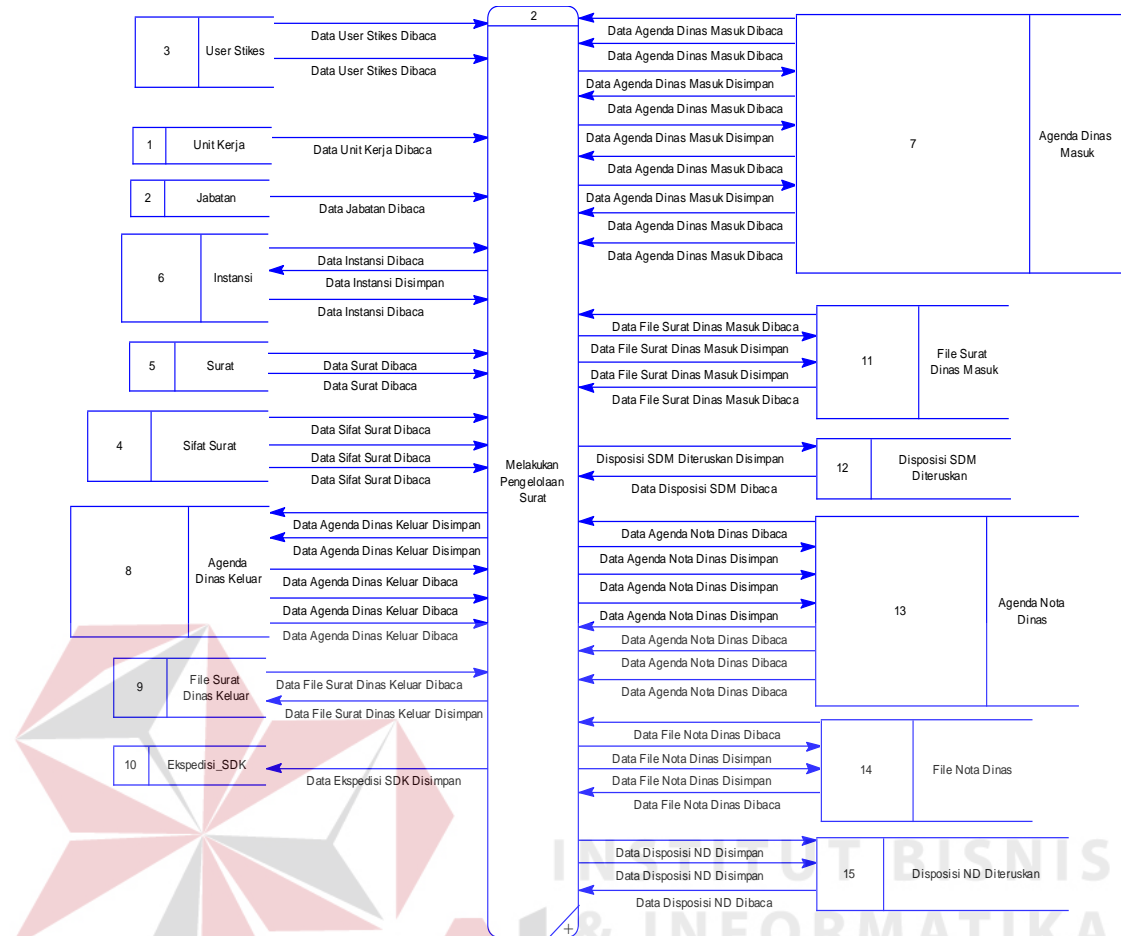 3
User Stikes
Data User Stikes Dibaca
Data User Stikes Dibaca
1
Unit Kerja
Data Unit Kerja Dibaca
2
Jabatan
Data Jabatan Dibaca
6
Instansi
Data Instansi Dibaca
Data Instansi Disimpan
Data Instansi Dibaca
5
Surat
Data Surat Dibaca
Data Surat Dibaca
4
Sifat Surat
Data Sifat Surat Dibaca
Data Sifat Surat Dibaca
Data Sifat Surat Dibaca
8
Agenda
Dinas Keluar
Data Agenda Dinas Keluar Disimpan
Data Agenda Dinas Keluar Disimpan
Data Agenda Dinas Keluar Dibaca
Data Agenda Dinas Keluar Dibaca
Data Agenda Dinas Keluar Dibaca
9
File Surat
Dinas Keluar
Data File Surat Dinas Keluar Dibaca
Data File Surat Dinas Keluar Disimpan
10
Ekspedisi_SDK
Data Ekspedisi SDK Disimpan
2
Melakukan
Pengelolaan
Surat
+
Data Agenda Dinas Masuk Dibaca
Data Agenda Dinas Masuk Dibaca
Data Agenda Dinas Masuk Disimpan
Data Agenda Dinas Masuk Dibaca
Data Agenda Dinas Masuk Disimpan
Data Agenda Dinas Masuk Dibaca
Data Agenda Dinas Masuk Disimpan
Data Agenda Dinas Masuk Dibaca
Data Agenda Dinas Masuk Dibaca
7
Agenda Dinas
Masuk
Data File Surat Dinas Masuk Dibaca
Data File Surat Dinas Masuk Disimpan
Data File Surat Dinas Masuk Disimpan
Data File Surat Dinas Masuk Dibaca
11
File Surat
Dinas Masuk
Disposisi SDM Diteruskan Disimpan
Data Disposisi SDM Dibaca
12
Disposisi SDM
Diteruskan
Data Agenda Nota Dinas Dibaca
Data Agenda Nota Dinas Disimpan
Data Agenda Nota Dinas Disimpan
Data Agenda Nota Dinas Disimpan
Data Agenda Nota Dinas Dibaca
Data Agenda Nota Dinas Dibaca
Data Agenda Nota Dinas Dibaca
13
Agenda Nota
Dinas
Data File Nota Dinas Dibaca
Data File Nota Dinas Disimpan
Data File Nota Dinas Disimpan
Data File Nota Dinas Dibaca
14
File Nota Dinas
Data Disposisi ND Disimpan
Data Disposisi ND Disimpan
Data Disposisi ND Dibaca
15
Disposisi ND Diteruskan
INSTITUT BISNIS
& INFORMATIKA